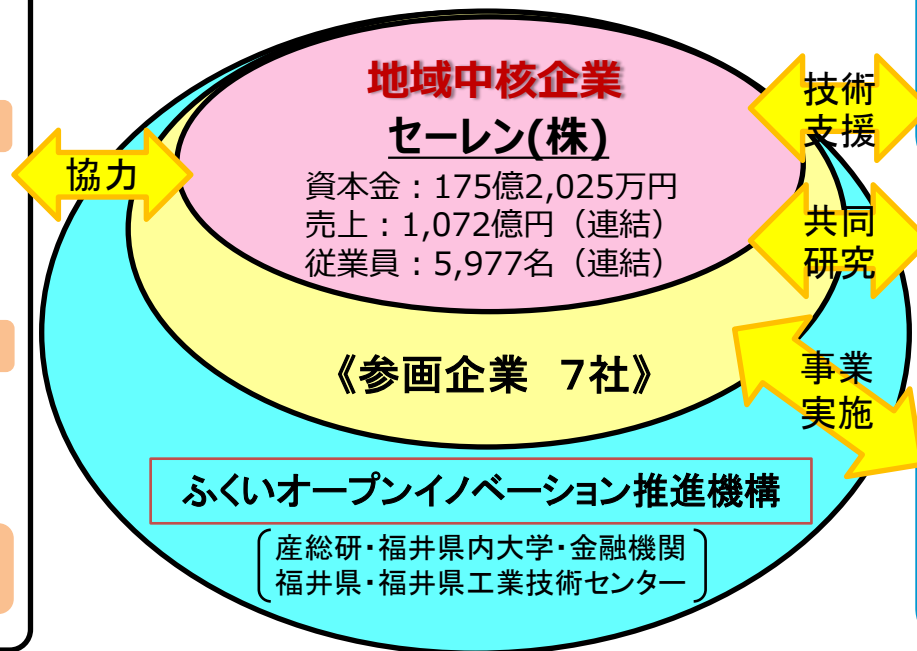 地域中核企業
セーレン(株)
資本金：175億2,025万円
売上：1,072億円（連結）
従業員：5,977名（連結）
協力
技術
支援
共同
研究
事業
実施
《参画企業　7社》
ふくいオープンイノベーション推進機構
産総研・福井県内大学・金融機関
福井県・福井県工業技術センター